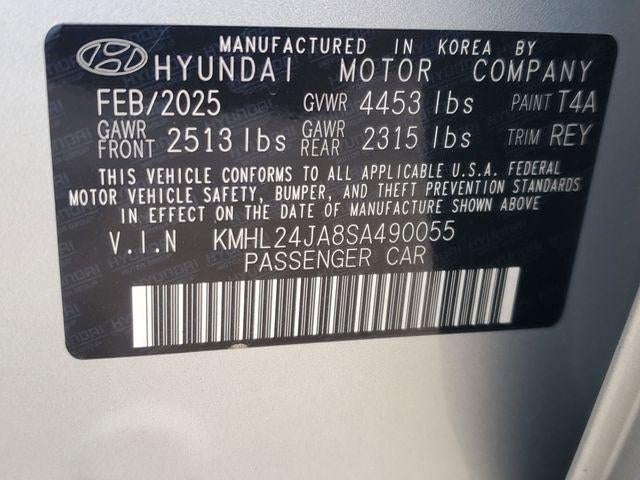 MANUFACTURED IN KOREA BY
HYUNDAI MOTOR COMPANY
FEB/2025 GVWR 4453 lbs PAINT T4A
GAWR FRONT 2513 lbs GAWR REAR 2315 lbs TRIM REY
THIS VEHICLE CONFORMS TO ALL APPLICABLE U.S.A. FEDERAL
MOTOR VEHICLE SAFETY, BUMPER, AND THEFT PREVENTION STANDARDS
IN EFFECT ON THE DATE OF MANUFACTURE SHOWN ABOVE
V.I.N KMHL24JA8SA490055
PASSENGER CAR